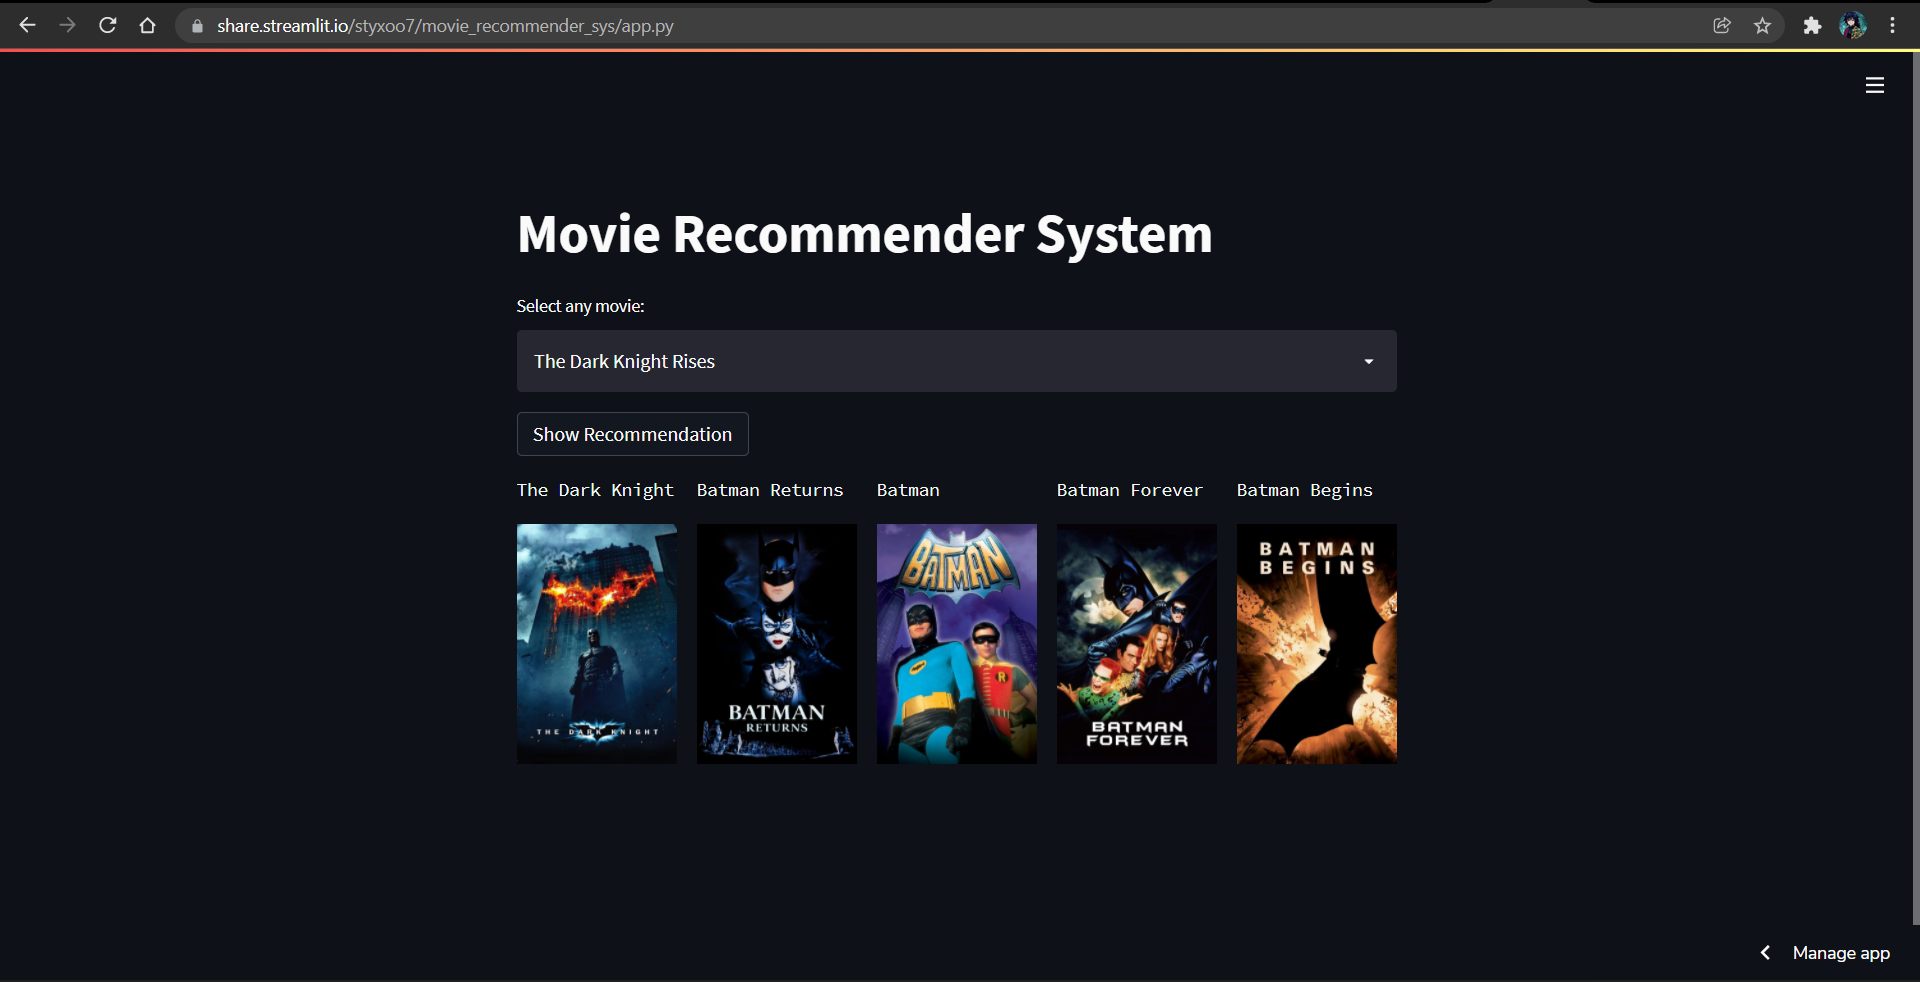 share.streamlit.io/styxoo7/movie_recommender_sys/app.py
Movie Recommender System
Select any movie:
The Dark Knight Rises
Show Recommendation
The Dark Knight Batman Returns Batman Batman Forever Batman Begins
THE DARK KNIGHT
BATMAN
RETURNS
BATMAN
R
BATMAN
FOREVER
BATMAN
BEGINS
Manage app